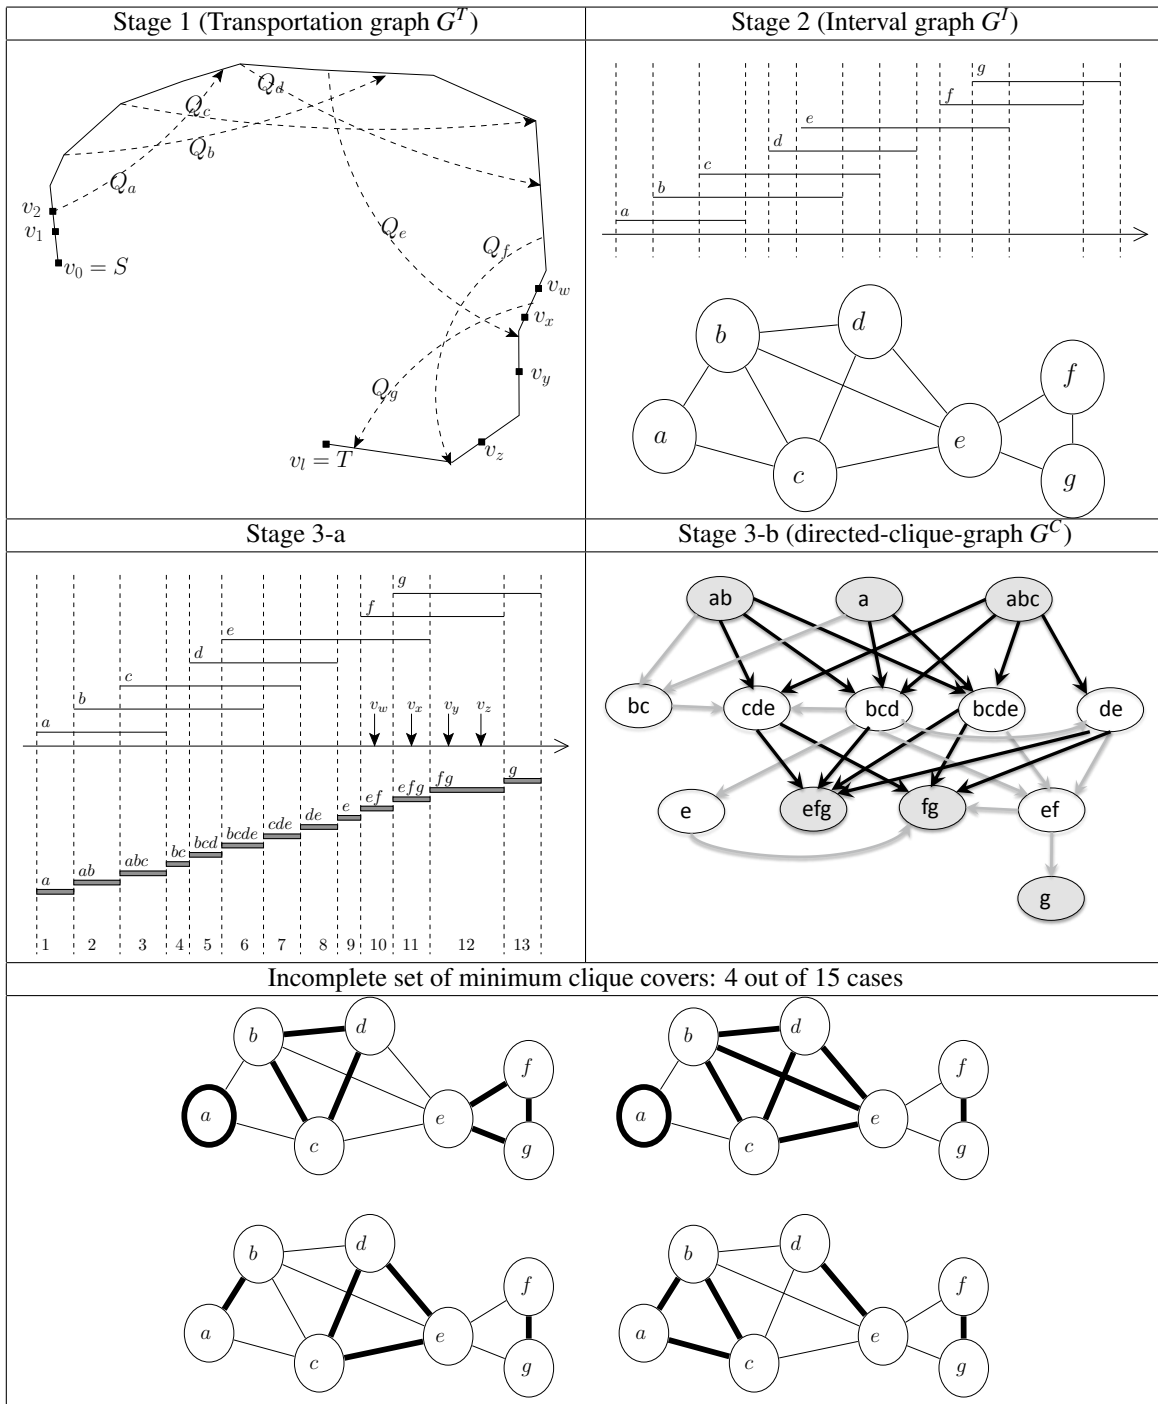 Stage 1 (Transportation graph G^T)
Stage 2 (Interval graph G^I)
Q_d
Q_c
Q_b
Q_a
v_2
v_1
v_0 = S
Q_e
Q_f
v_w
v_x
Q_g
v_y
v_l = T
v_z
g
f
e
d
c
b
a
b
d
f
a
e
c
g
Stage 3-a
Stage 3-b (directed-clique-graph G^C)
g
f
e
d
c
b
a
v_w v_x v_y v_z
g
fg
efg
ef
e
de
cde
bcde
bcd
bc
abc
ab
a
1 2 3 4 5 6 7 8 9 10 11 12 13
ab a abc
bc cde bcd bcde de
e efg fg ef
g
Incomplete set of minimum clique covers: 4 out of 15 cases
b
d
f
a
e
c
g
b
d
f
a
e
c
g
b
d
f
a
e
c
g
b
d
f
a
e
c
g